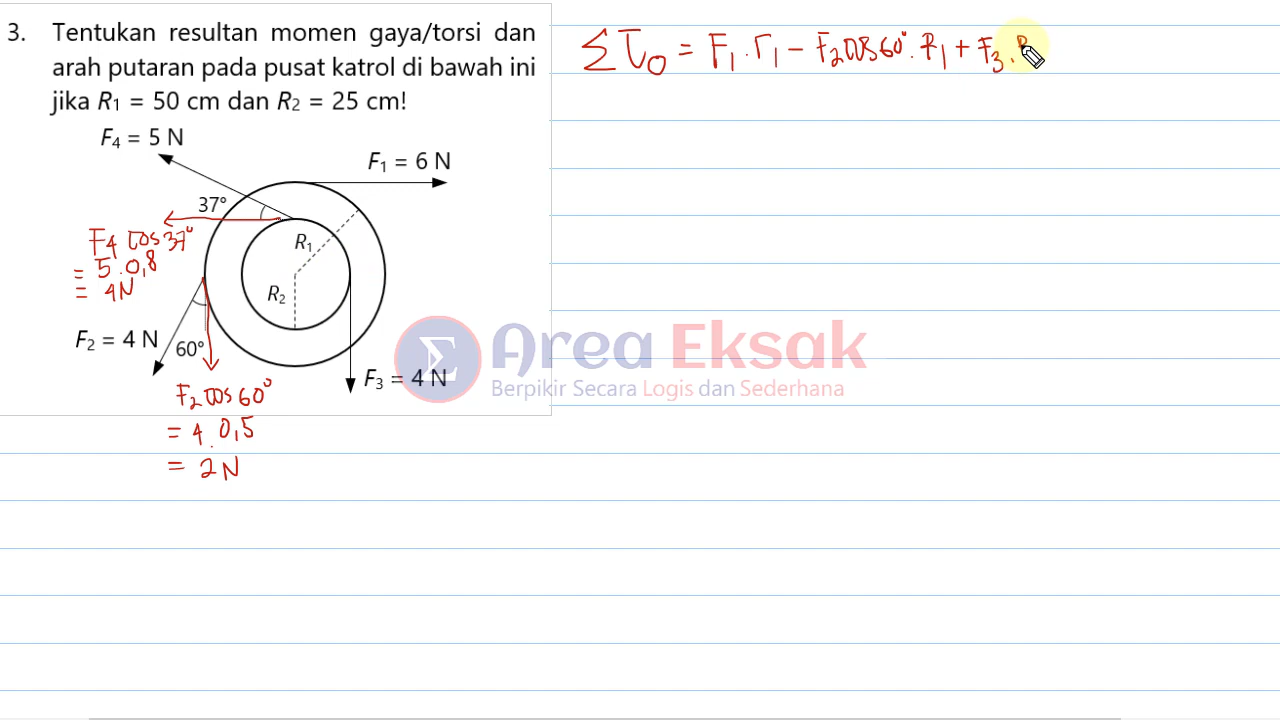 3. Tentukan resultan momen gaya/torsi dan
arah putaran pada pusat katrol di bawah ini
jika R₁ = 50 cm dan R₂ = 25 cm!
Στ₀ = F₁ . r₁ − F₂ cos 60° . R₁ + F₃ . R
F₄ = 5 N
F₁ = 6 N
37°
F₄ cos 37°
= 5 . 0,8
= 4 N
R₁
R₂
F₂ = 4 N
60°
F₃ = 4 N
F₂ cos 60°
= 4 . 0,5
= 2 N
Σ Area Eksak
Berpikir Secara Logis dan Sederhana